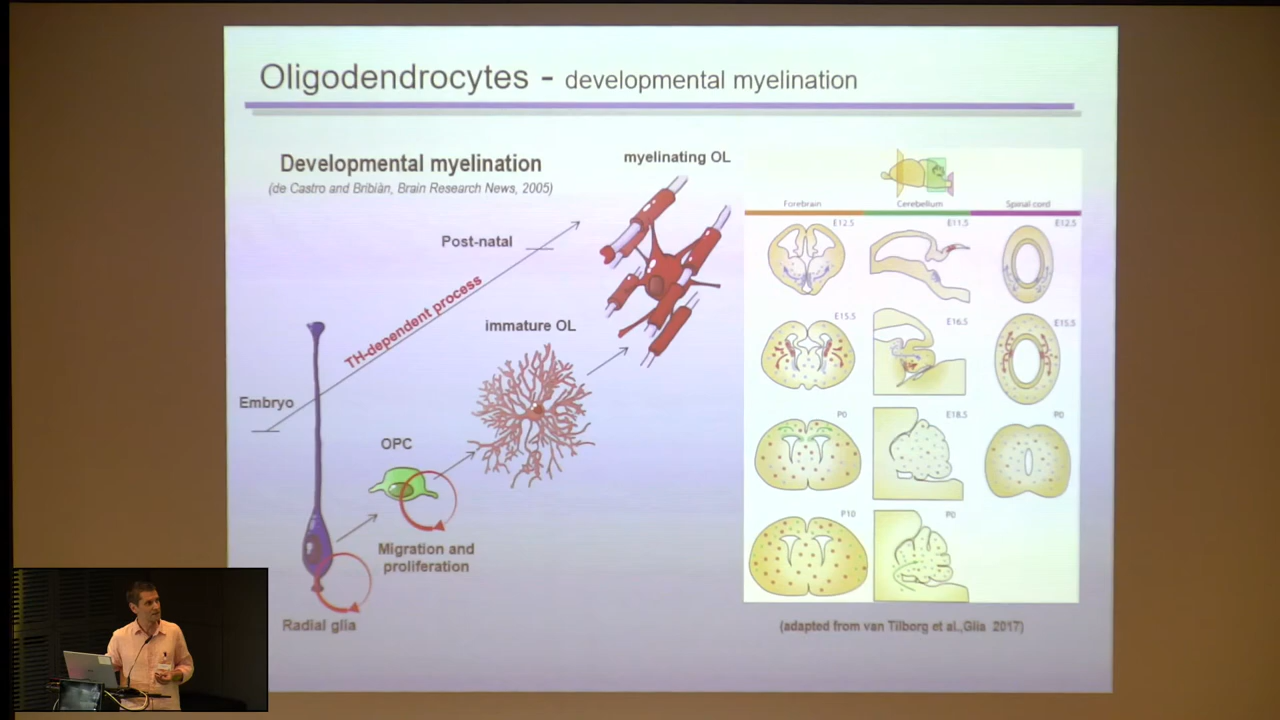 Oligodendrocytes - developmental myelination
Developmental myelination
(de Castro and Bribiàn, Brain Research News, 2005)
myelinating OL
Post-natal
TH-dependent process
immature OL
Embryo
OPC
Migration and
proliferation
Radial glia
Forebrain
Cerebellum
Spinal cord
E12.5
E11.5
E12.5
E15.5
E16.5
E15.5
P0
E18.5
P0
P10
P0
(adapted from van Tilborg et al.,Glia 2017)